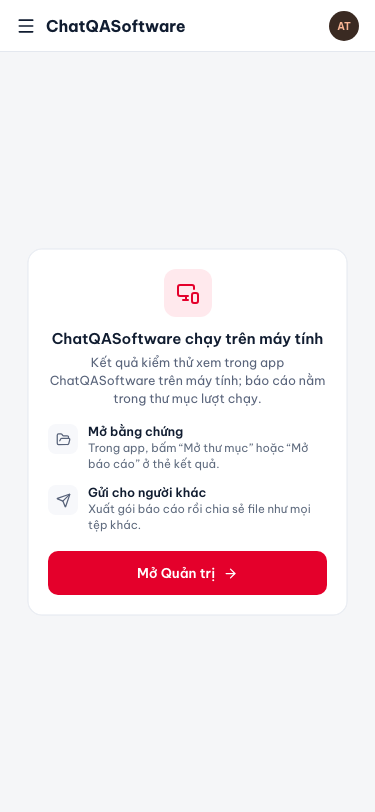 ChatQASoftware
AT
ChatQASoftware chạy trên máy tính
Kết quả kiểm thử xem trong app
ChatQASoftware trên máy tính; báo cáo nằm
trong thư mục lượt chạy.
Mở bằng chứng
Trong app, bấm “Mở thư mục” hoặc “Mở
báo cáo” ở thẻ kết quả.
Gửi cho người khác
Xuất gói báo cáo rồi chia sẻ file như mọi
tệp khác.
Mở Quản trị →